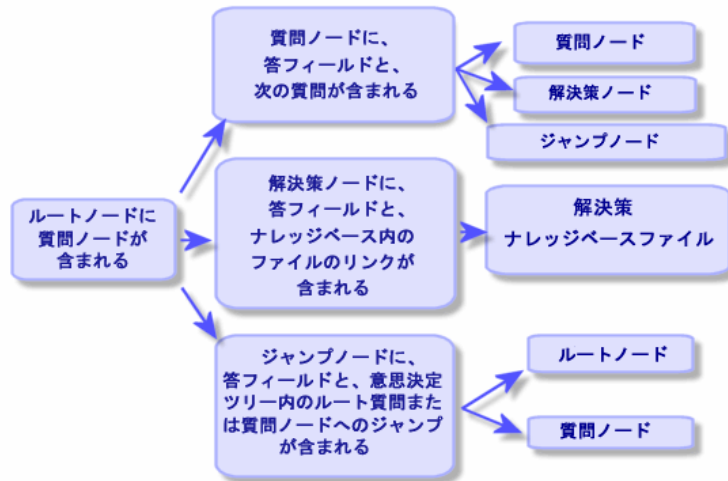 ルートノードに
質問ノードが
含まれる
質問ノードに、
答フィールドと、
次の質問が含まれる
質問ノード
解決策ノード
ジャンプノード
解決策ノードに、
答フィールドと、
ナレッジベース内の
ファイルのリンクが
含まれる
解決策
ナレッジベースファイル
ジャンプノードに、
答フィールドと、意思決定
ツリー内のルート質問また
は質問ノードへのジャンプ
が含まれる
ルートノード
質問ノード